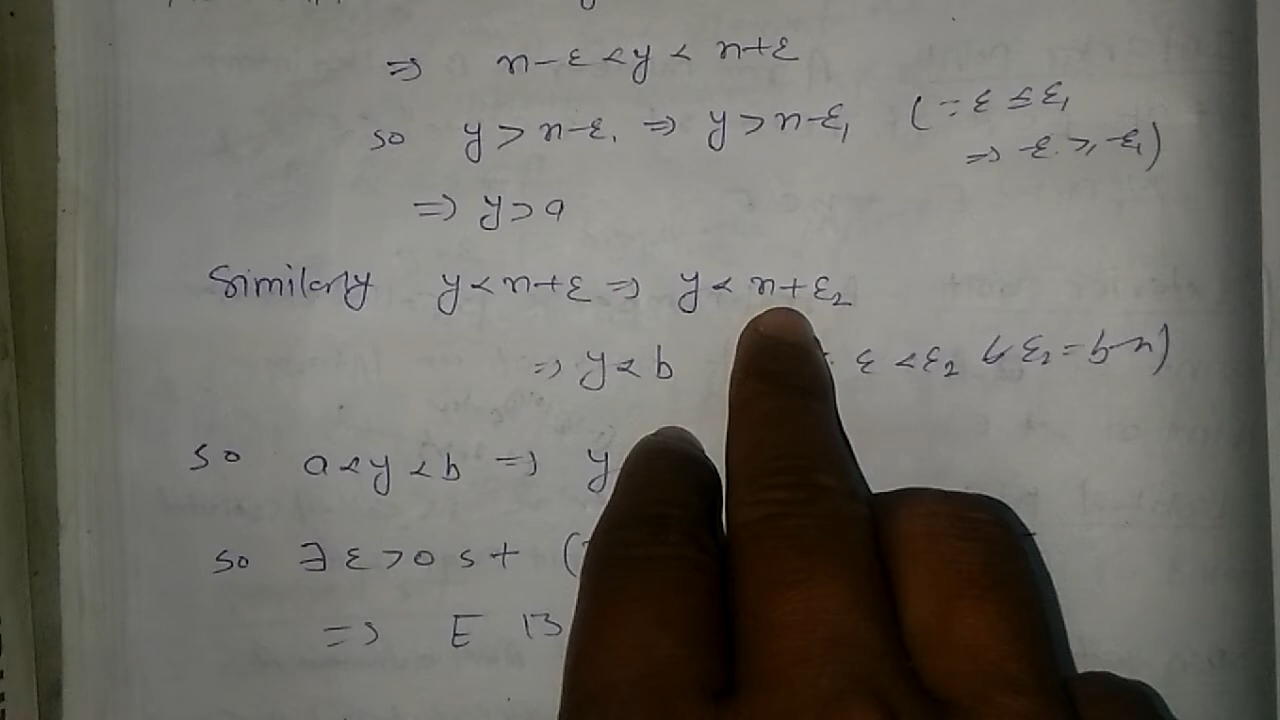 ⇒ x-ε < y < x+ε
so y > x-ε ⇒ y > x-ε₁ (∵ ε ≤ ε₁
⇒ -ε ≥ -ε₁)
⇒ y > a
Similarly y < x+ε ⇒ y < x+ε₂
⇒ y < b ε < ε₂ & ε₂ = b-x)
so a < y < b ⇒ y
so ∃ ε > 0 s t (
⇒ E is